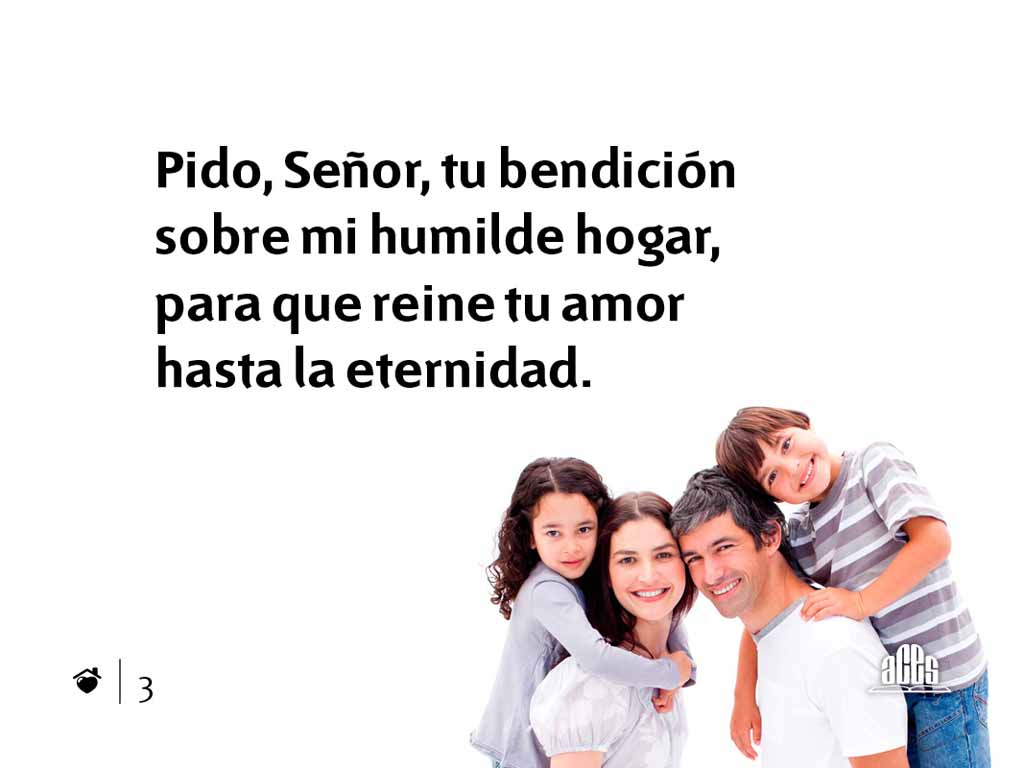 Pido, Señor, tu bendición
sobre mi humilde hogar,
para que reine tu amor
hasta la eternidad.
3
aces